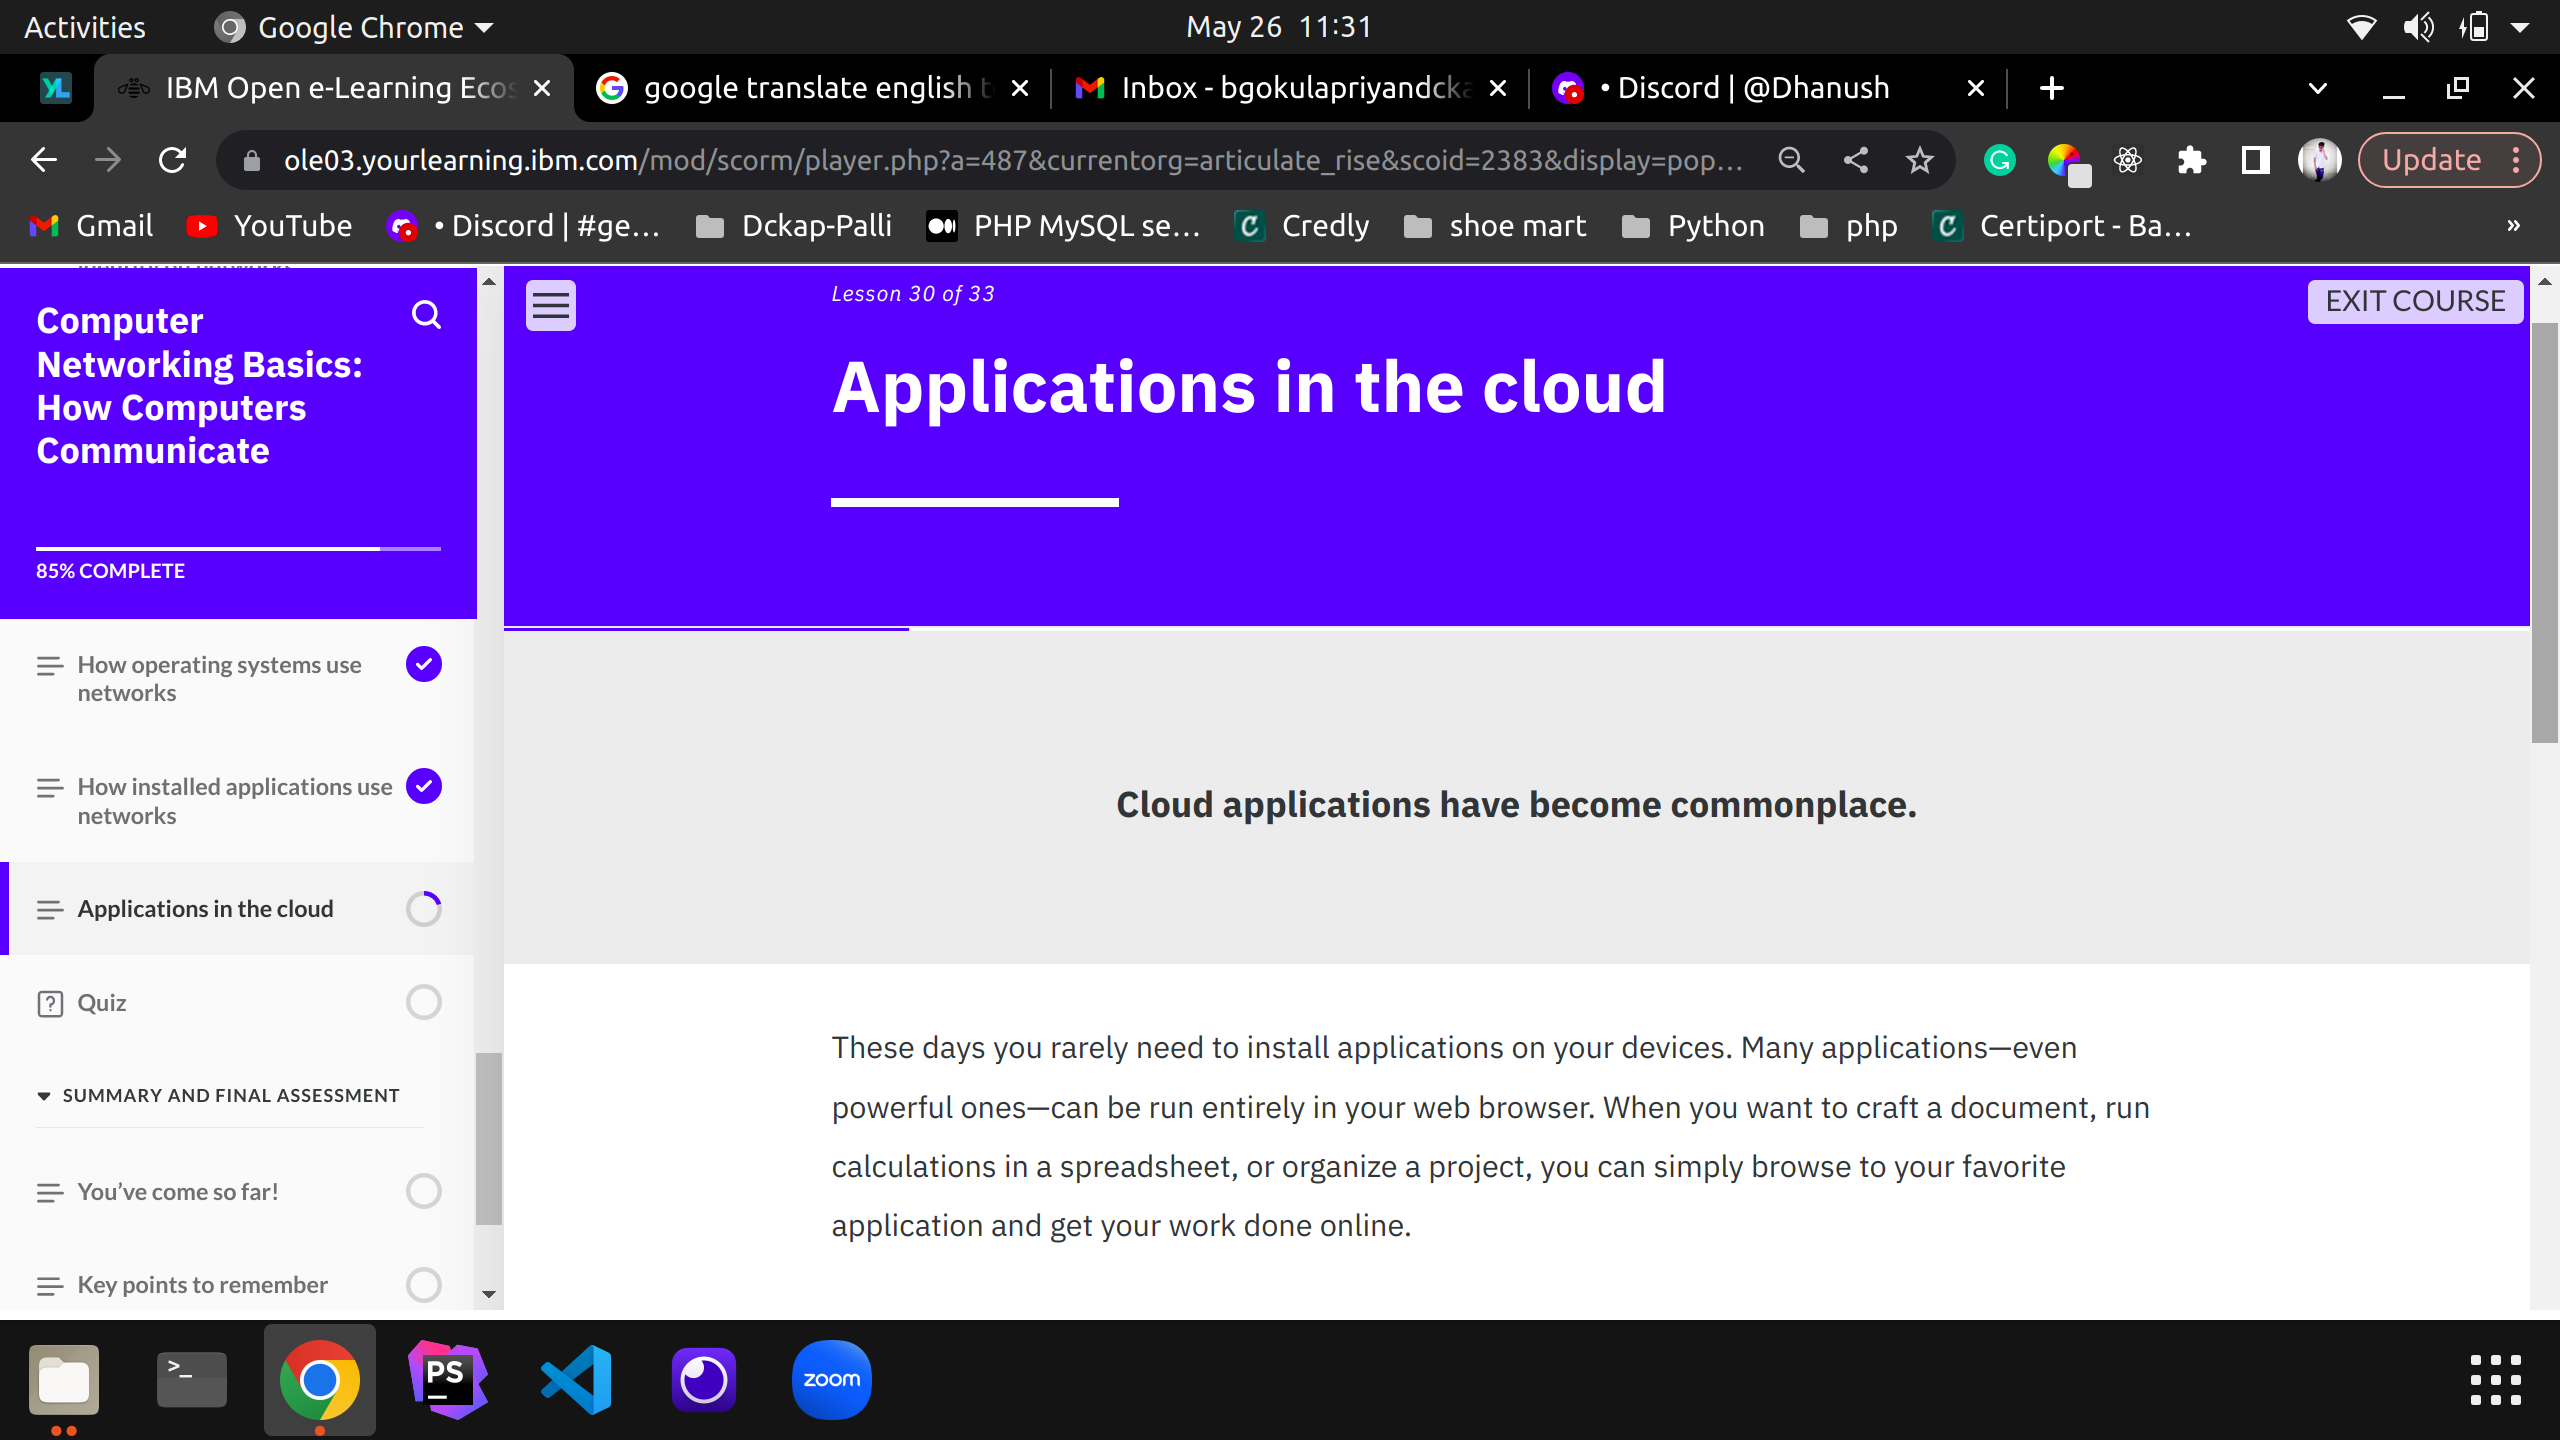 Activities
Google Chrome
May 26 11:31
IBM Open e-Learning Ecos
google translate english t
Inbox - bgokulapriyandcka
• Discord | @Dhanush
ole03.yourlearning.ibm.com/mod/scorm/player.php?a=487&currentorg=articulate_rise&scoid=2383&display=pop...
Update
Gmail
YouTube
• Discord | #ge...
Dckap-Palli
PHP MySQL se...
Credly
shoe mart
Python
php
Certiport - Ba...
»
Computer
Networking Basics:
How Computers
Communicate
85% COMPLETE
How operating systems use
networks
How installed applications use
networks
Applications in the cloud
Quiz
SUMMARY AND FINAL ASSESSMENT
You’ve come so far!
Key points to remember
Lesson 30 of 33
EXIT COURSE
Applications in the cloud
Cloud applications have become commonplace.
These days you rarely need to install applications on your devices. Many applications—even
powerful ones—can be run entirely in your web browser. When you want to craft a document, run
calculations in a spreadsheet, or organize a project, you can simply browse to your favorite
application and get your work done online.
PS
zoom